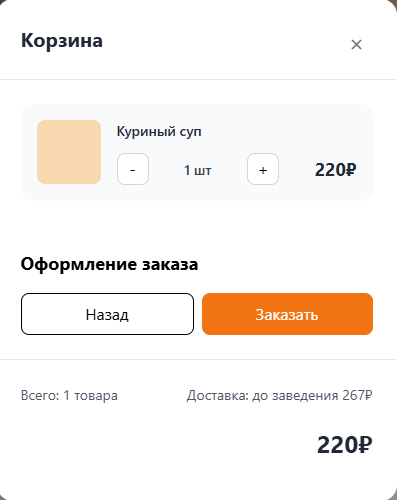 Корзина
×
Куриный суп
- 1 шт + 220₽
Оформление заказа
Назад Заказать
Всего: 1 товара Доставка: до заведения 267₽
220₽